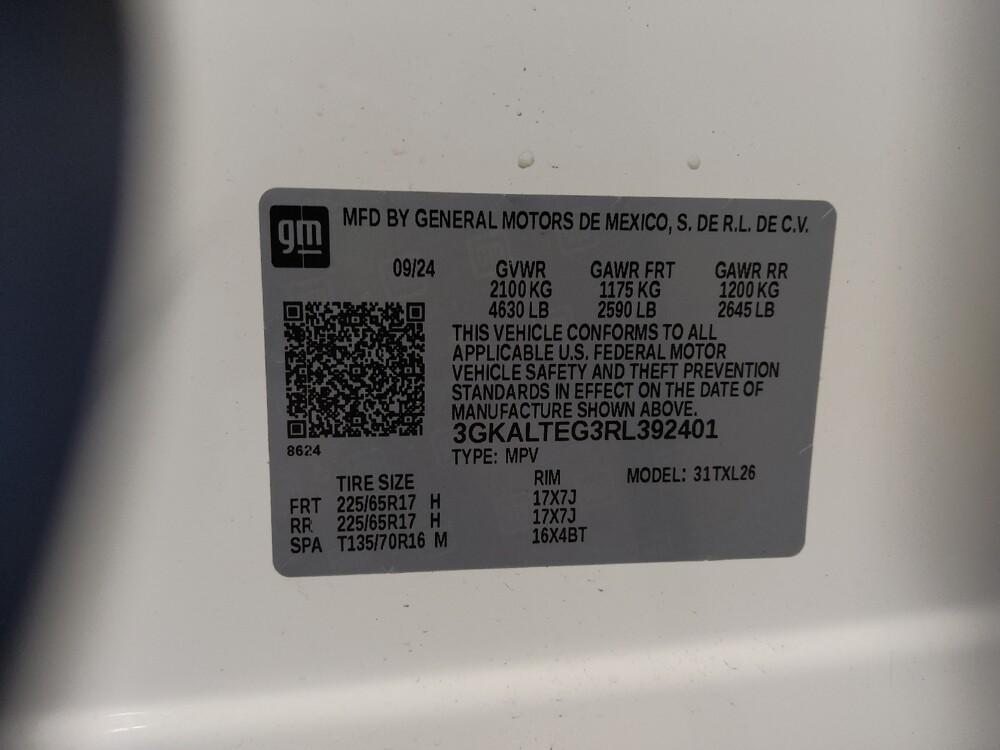 gm
MFD BY GENERAL MOTORS DE MEXICO, S. DE R.L. DE C.V.
09/24 GVWR GAWR FRT GAWR RR
2100 KG 1175 KG 1200 KG
4630 LB 2590 LB 2645 LB
THIS VEHICLE CONFORMS TO ALL
APPLICABLE U.S. FEDERAL MOTOR
VEHICLE SAFETY AND THEFT PREVENTION
STANDARDS IN EFFECT ON THE DATE OF
MANUFACTURE SHOWN ABOVE.
3GKALTEG3RL392401
8624
TYPE: MPV
TIRE SIZE RIM MODEL: 31TXL26
FRT 225/65R17 H 17X7J
RR 225/65R17 H 17X7J
SPA T135/70R16 M 16X4BT